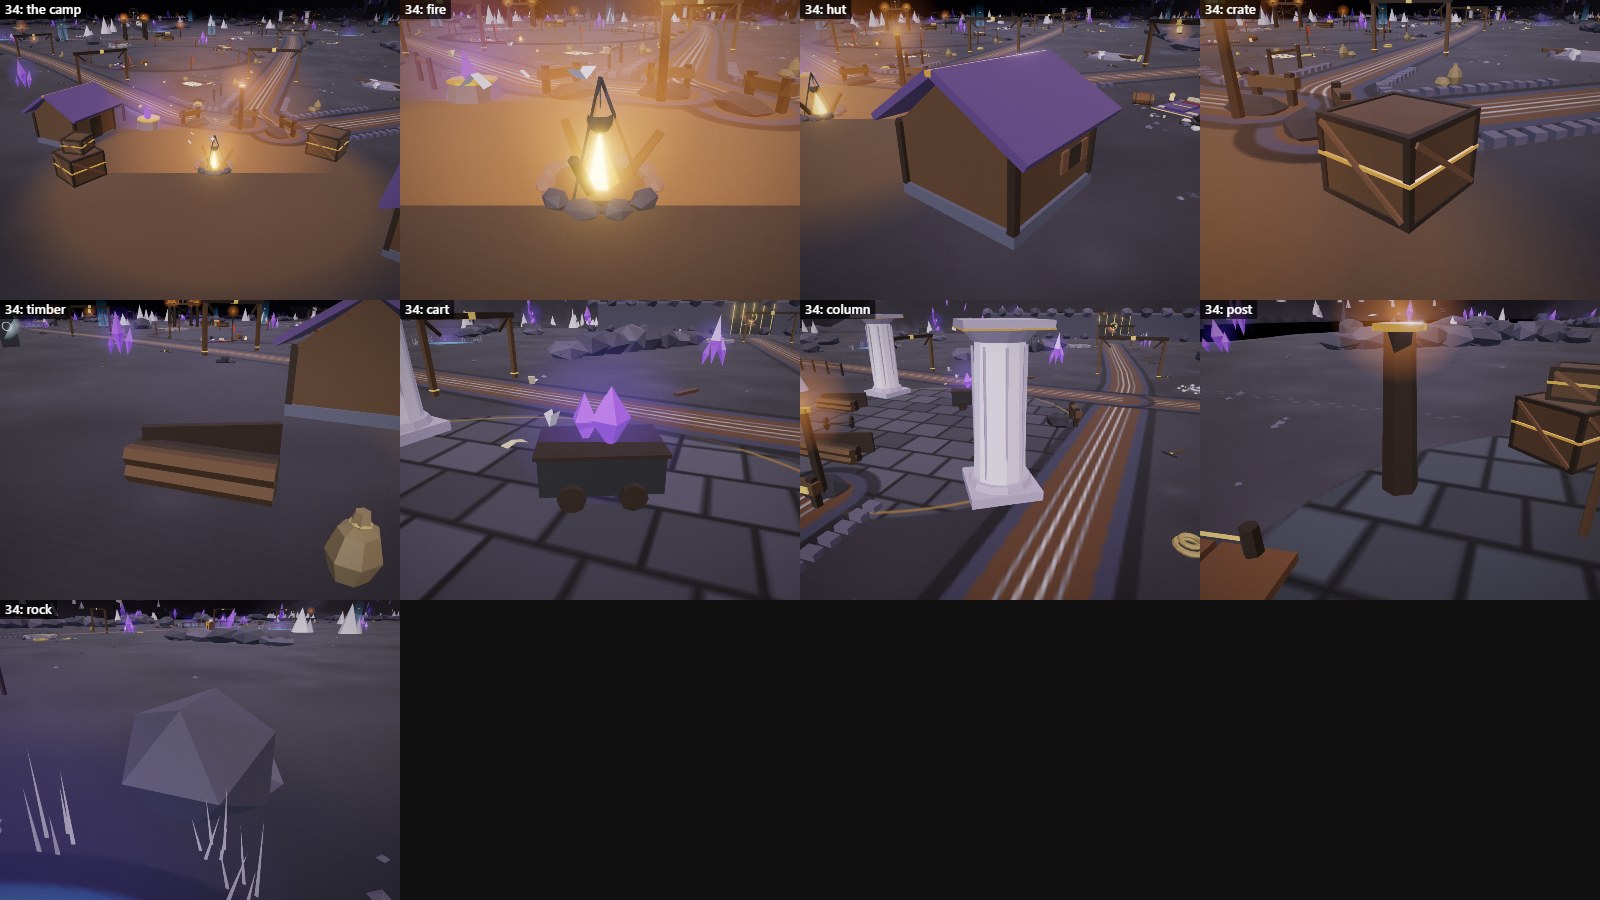 34: the camp
34: fire
34: hut
34: crate
34: timber
34: cart
34: column
34: post
34: rock